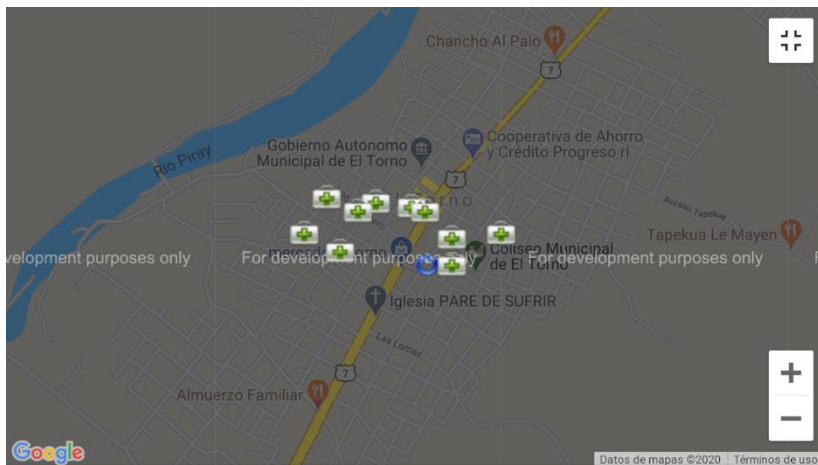 Chancho Al Palo
7
Cooperativa de Ahorro
y Crédito Progreso rl
Gobierno Autonomo
Municipal de El Torno
Rio Piray
7
Acceso Tapekua
Tapekua Le Mayen
Coliseo Municipal
de El Torno
velopment purposes only
For development purposes only
For development purposes only
Iglesia PARE DE SUFRIR
Las Lomas
7
Almuerzo Familiar
Google
Datos de mapas ©2020
Términos de uso